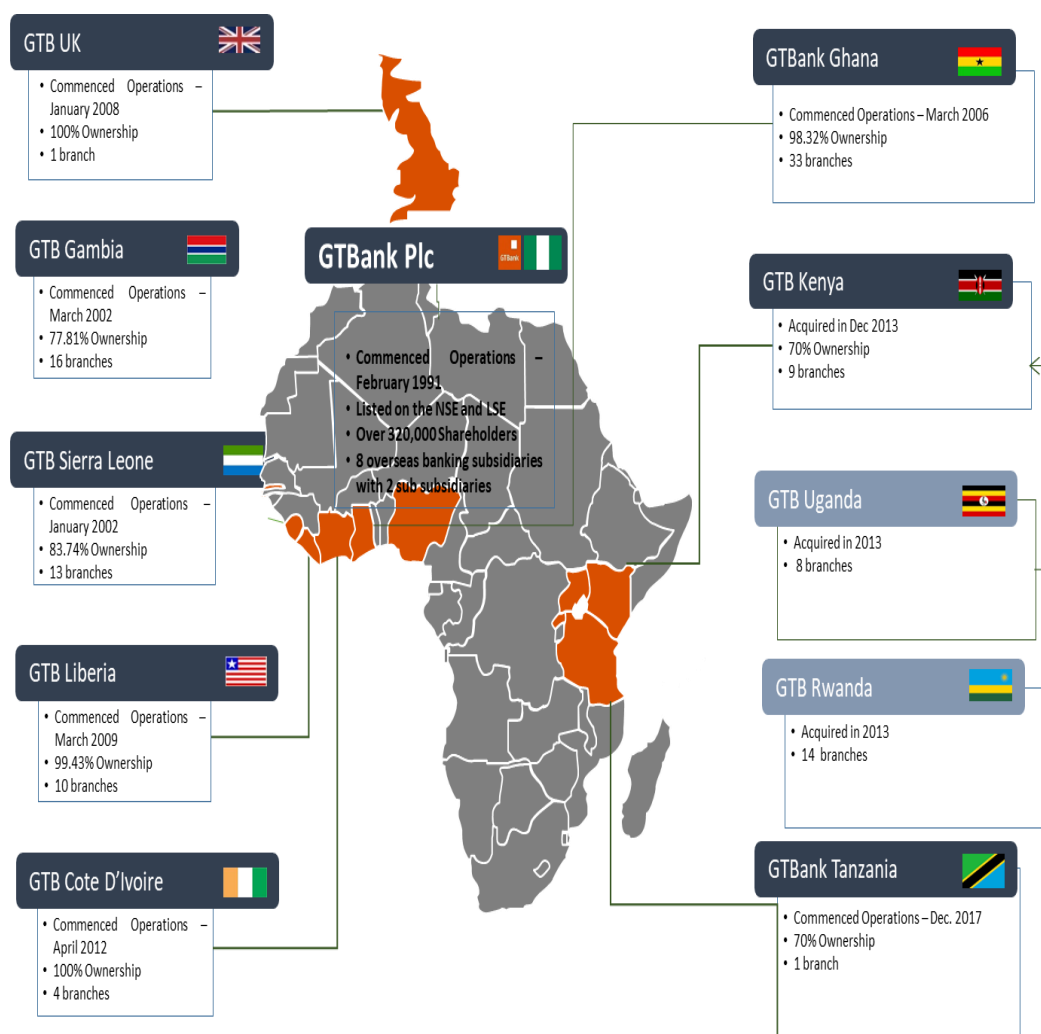 GTB UK
• Commenced Operations –
January 2008
• 100% Ownership
• 1 branch
GTB Gambia
• Commenced Operations –
March 2002
• 77.81% Ownership
• 16 branches
GTB Sierra Leone
• Commenced Operations –
January 2002
• 83.74% Ownership
• 13 branches
GTB Liberia
• Commenced Operations –
March 2009
• 99.43% Ownership
• 10 branches
GTB Cote D'Ivoire
• Commenced Operations –
April 2012
• 100% Ownership
• 4 branches
GTBank Plc
GTBank
• Commenced Operations –
February 1991
• Listed on the NSE and LSE
• Over 320,000 Shareholders
• 8 overseas banking subsidiaries
with 2 sub subsidiaries
GTBank Ghana
• Commenced Operations – March 2006
• 98.32% Ownership
• 33 branches
GTB Kenya
• Acquired in Dec 2013
• 70% Ownership
• 9 branches
GTB Uganda
• Acquired in 2013
• 8 branches
GTB Rwanda
• Acquired in 2013
• 14 branches
GTBank Tanzania
• Commenced Operations – Dec. 2017
• 70% Ownership
• 1 branch